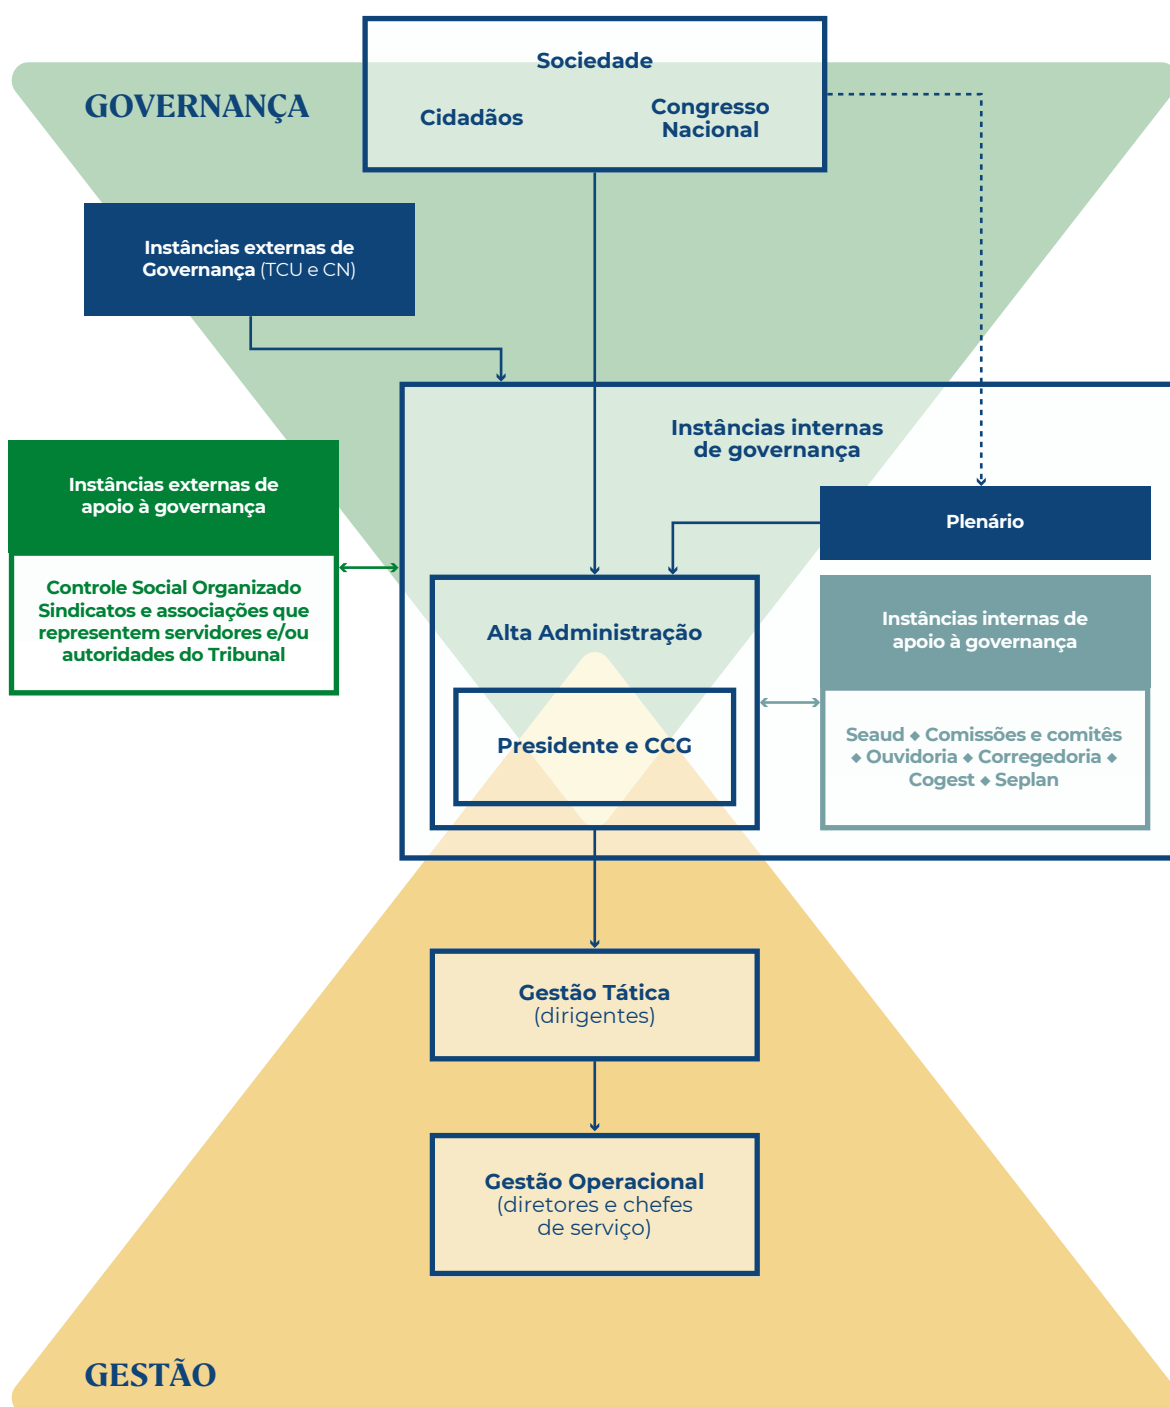 Sociedade
GOVERNANÇA
Cidadãos
Congresso
Nacional
Instâncias externas de
Governança (TCU e CN)
Instâncias internas
de governança
Instâncias externas de
apoio à governança
Plenário
Controle Social Organizado
Sindicatos e associações que
representem servidores e/ou
autoridades do Tribunal
Alta Administração
Instâncias internas de
apoio à governança
Presidente e CCG
Seaud ◆ Comissões e comitês
◆ Ouvidoria ◆ Corregedoria ◆
Cogest ◆ Seplan
Gestão Tática
(dirigentes)
Gestão Operacional
(diretores e chefes
de serviço)
GESTÃO